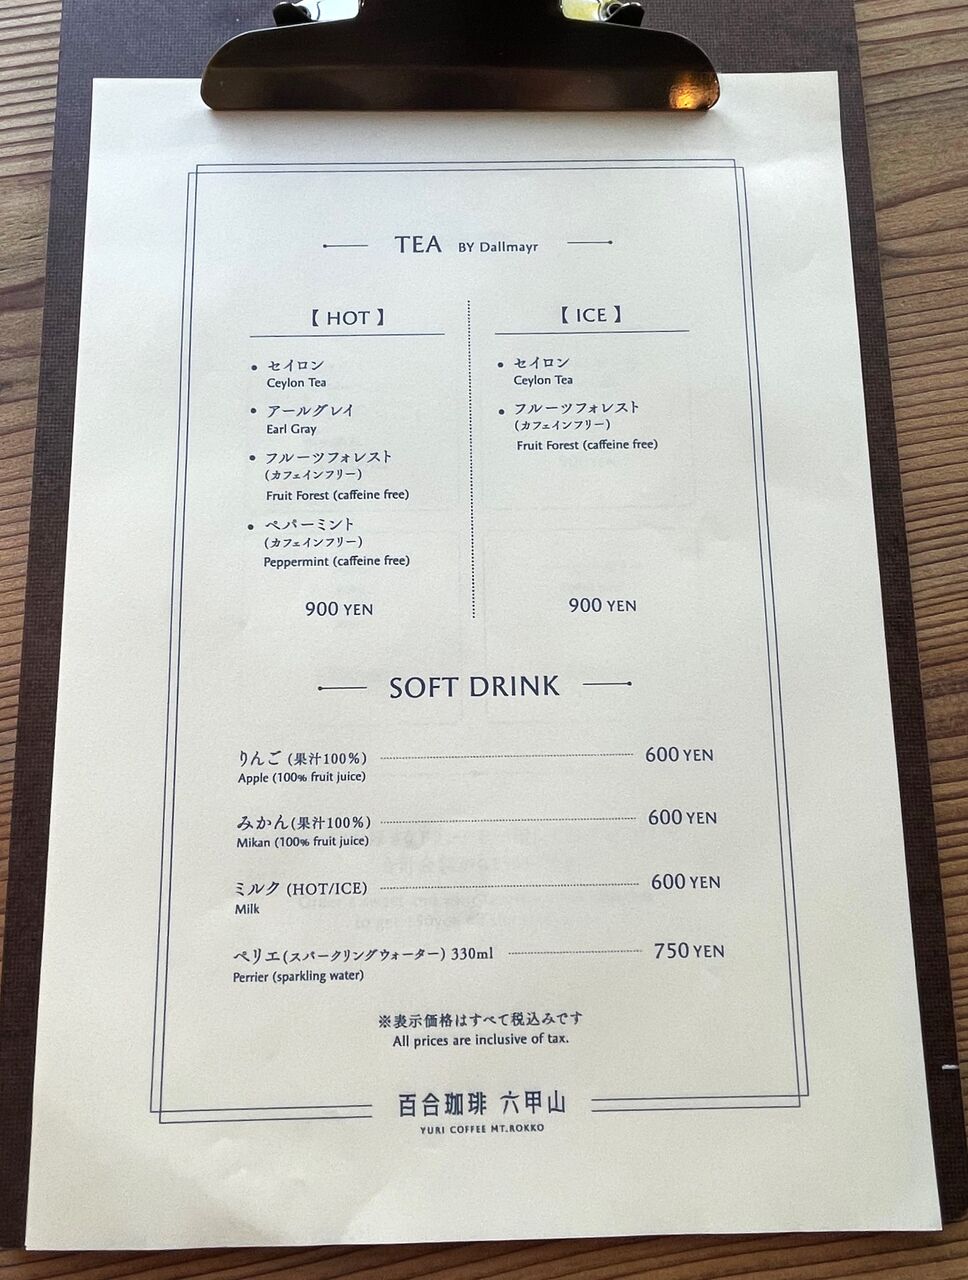 TEA BY Dallmayr
【 HOT 】
• セイロン
Ceylon Tea
• アールグレイ
Earl Gray
• フルーツフォレスト
(カフェインフリー)
Fruit Forest (caffeine free)
• ペパーミント
(カフェインフリー)
Peppermint (caffeine free)
900 YEN
【 ICE 】
• セイロン
Ceylon Tea
• フルーツフォレスト
(カフェインフリー)
Fruit Forest (caffeine free)
900 YEN
SOFT DRINK
りんご (果汁100%) 600 YEN
Apple (100% fruit juice)
みかん(果汁100%) 600 YEN
Mikan (100% fruit juice)
ミルク (HOT/ICE) 600 YEN
Milk
ペリエ(スパークリングウォーター) 330ml 750 YEN
Perrier (sparkling water)
※表示価格はすべて税込みです
All prices are inclusive of tax.
百合珈琲 六甲山
YURI COFFEE MT.ROKKO